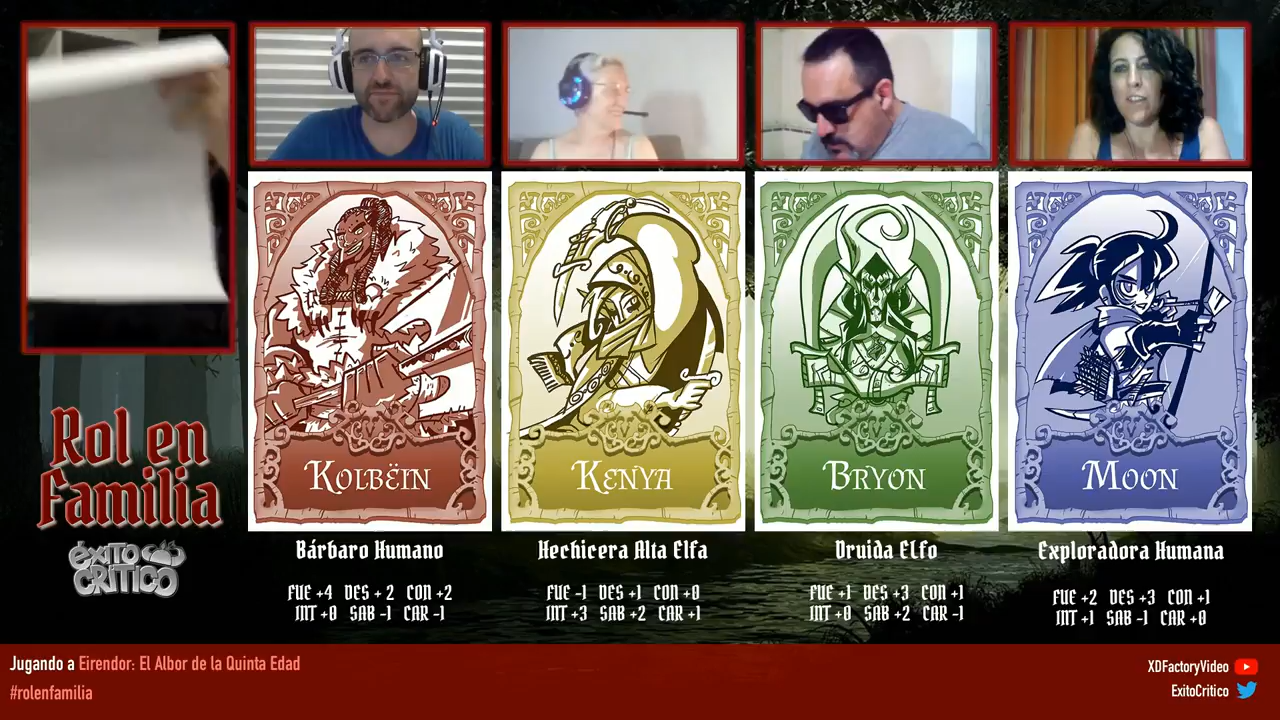 Rol en
Familia
ÉXITO
CRÍTICO
KOLBËIN
Bárbaro Humano
FUE +4 DES +2 CON +2
INT +0 SAB -1 CAR -1
KENYA
Hechicera Alta Elfa
FUE -1 DES +1 CON +0
INT +3 SAB +2 CAR +1
BRYON
Druida Elfo
FUE +1 DES +3 CON +1
INT +0 SAB +2 CAR -1
MOON
Exploradora Humana
FUE +2 DES +3 CON +1
INT +1 SAB -1 CAR +0
Jugando a Eirendor: El Albor de la Quinta Edad
#rolenfamilia
XDFactoryVideo
ExitoCritico